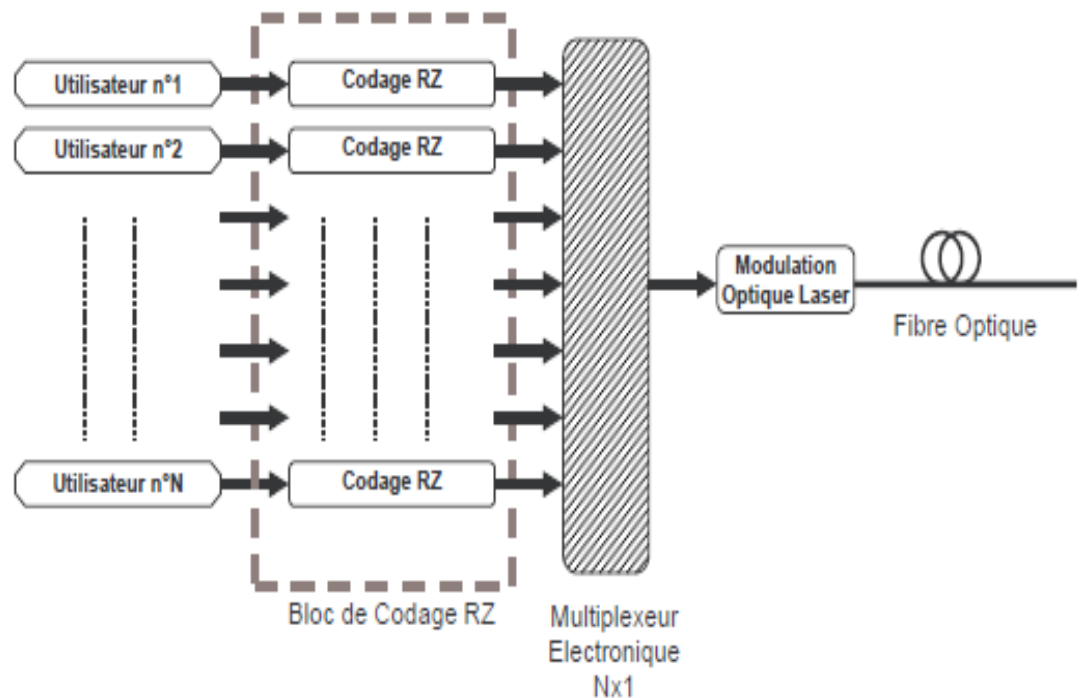 Utilisateur n°1
Codage RZ
Utilisateur n°2
Codage RZ
Modulation
Optique Laser
Fibre Optique
Utilisateur n°N
Codage RZ
Bloc de Codage RZ
Multiplexeur
Electronique
Nx1